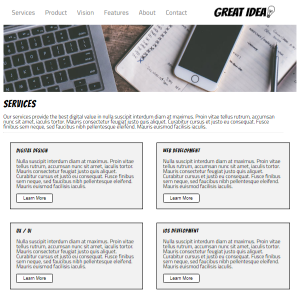 Services Product Vision Features About Contact GREAT IDEA
SERVICES
Our services provide the best digital value in nulla suscipit interdum diam at maximus. Proin vitae tellus rutrum, accumsan
nunc sit amet, iaculis tortor. Mauris consectetur feugiat justo quis aliquet. Curabitur cursus et justo eu consequat. Fusce
finibus sem neque, sed faucibus nibh pellentesque eleifend. Mauris euismod facilisis iaculis.
DIGITAL DESIGN
Nulla suscipit interdum diam at maximus. Proin vitae
tellus rutrum, accumsan nunc sit amet, iaculis tortor.
Mauris consectetur feugiat justo quis aliquet.
Curabitur cursus et justo eu consequat. Fusce finibus
sem neque, sed faucibus nibh pellentesque eleifend.
Mauris euismod facilisis iaculis.
Learn More
WEB DEVELOPMENT
Nulla suscipit interdum diam at maximus. Proin vitae
tellus rutrum, accumsan nunc sit amet, iaculis tortor.
Mauris consectetur feugiat justo quis aliquet.
Curabitur cursus et justo eu consequat. Fusce finibus
sem neque, sed faucibus nibh pellentesque eleifend.
Mauris euismod facilisis iaculis.
Learn More
UX / UI
Nulla suscipit interdum diam at maximus. Proin vitae
tellus rutrum, accumsan nunc sit amet, iaculis tortor.
Mauris consectetur feugiat justo quis aliquet.
Curabitur cursus et justo eu consequat. Fusce finibus
sem neque, sed faucibus nibh pellentesque eleifend.
Mauris euismod facilisis iaculis.
Learn More
IOS DEVELOPMENT
Nulla suscipit interdum diam at maximus. Proin vitae
tellus rutrum, accumsan nunc sit amet, iaculis tortor.
Mauris consectetur feugiat justo quis aliquet.
Curabitur cursus et justo eu consequat. Fusce finibus
sem neque, sed faucibus nibh pellentesque eleifend.
Mauris euismod facilisis iaculis.
Learn More